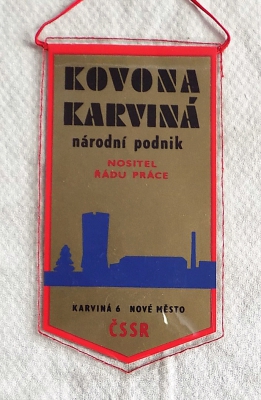 KOVONA
KARVINÁ
národní podnik
NOSITEL
ŘÁDU PRÁCE
KARVINÁ 6 NOVÉ MĚSTO
ČSSR